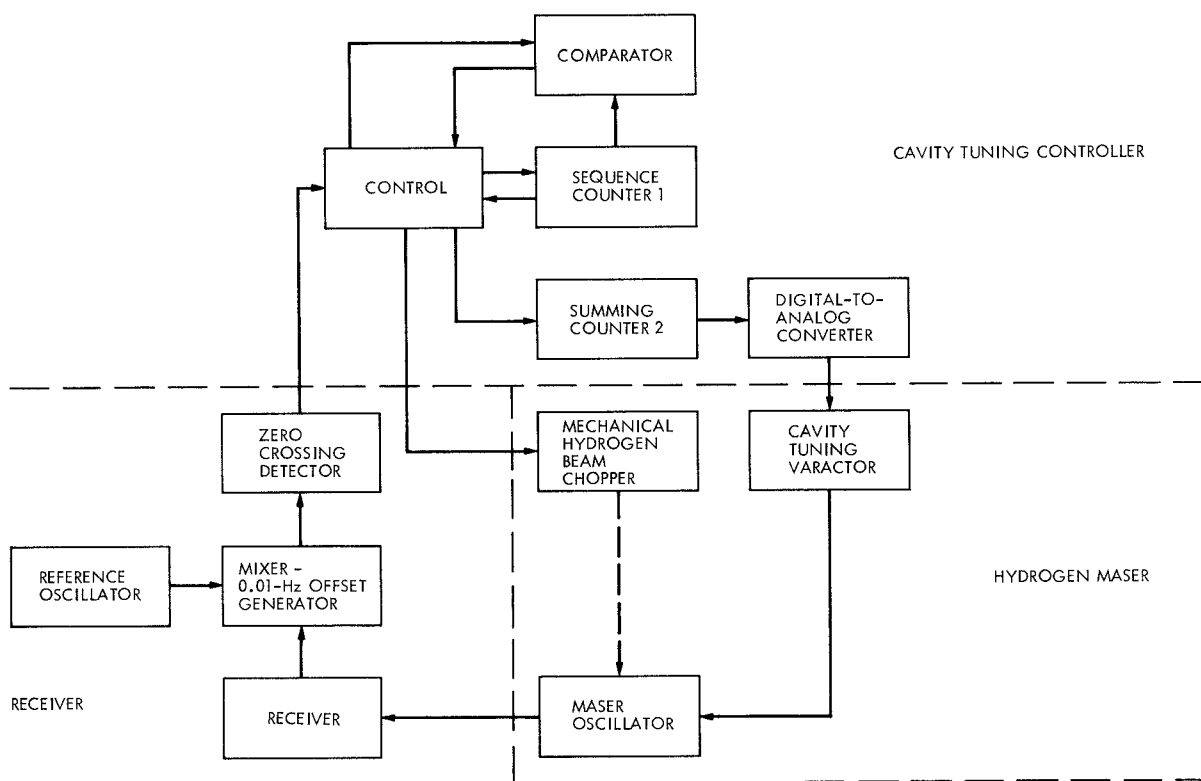 COMPARATOR
CAVITY TUNING CONTROLLER
CONTROL
SEQUENCE
COUNTER 1
SUMMING
COUNTER 2
DIGITAL-TO-
ANALOG
CONVERTER
ZERO
CROSSING
DETECTOR
MECHANICAL
HYDROGEN
BEAM
CHOPPER
CAVITY
TUNING
VARACTOR
REFERENCE
OSCILLATOR
MIXER -
0.01-Hz OFFSET
GENERATOR
HYDROGEN MASER
RECEIVER
RECEIVER
MASER
OSCILLATOR